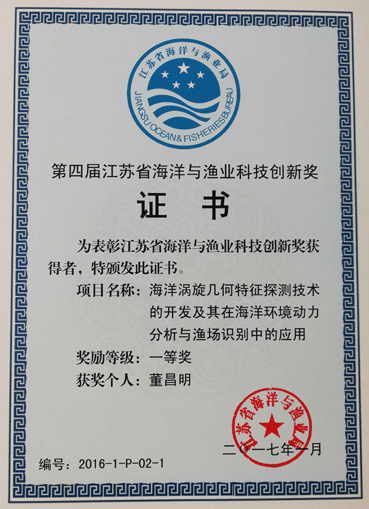 江苏省海洋与渔业局
JIANGSU OCEAN & FISHERIES BUREAU
第四届江苏省海洋与渔业科技创新奖
证 书
为表彰江苏省海洋与渔业科技创新奖获
得者,特颁发此证书。
项目名称:海洋涡旋几何特征探测技术
的开发及其在海洋环境动力
分析与渔场识别中的应用
奖励等级:一等奖
获奖个人:董昌明
江苏省海洋与渔业局
二〇一七年一月
编号:2016-1-P-02-1